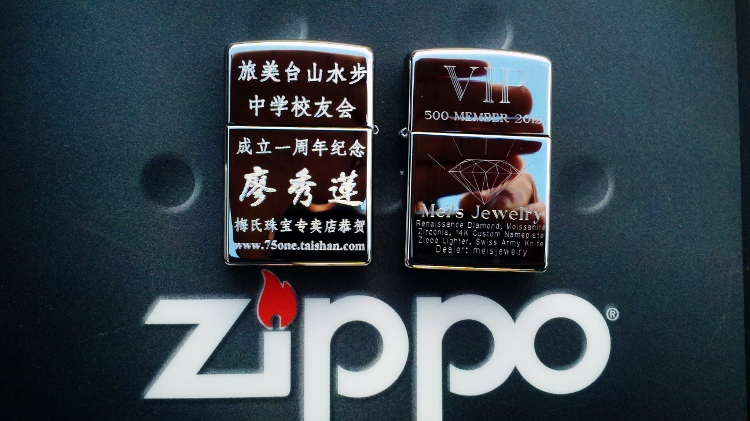 旅美台山水步
中学校友会
成立一周年纪念
廖秀蓮
梅氏珠宝专卖店恭贺
www.75one.taishan.com
VIP
500 MEMBER 2012
Mei's Jewelry
Renaissance Diamond, Moissanite
Zirconia, 14K Custom Nameplate
Zippo Lighter, Swiss Army Knife
Dealer: meisjewelry
zippo®